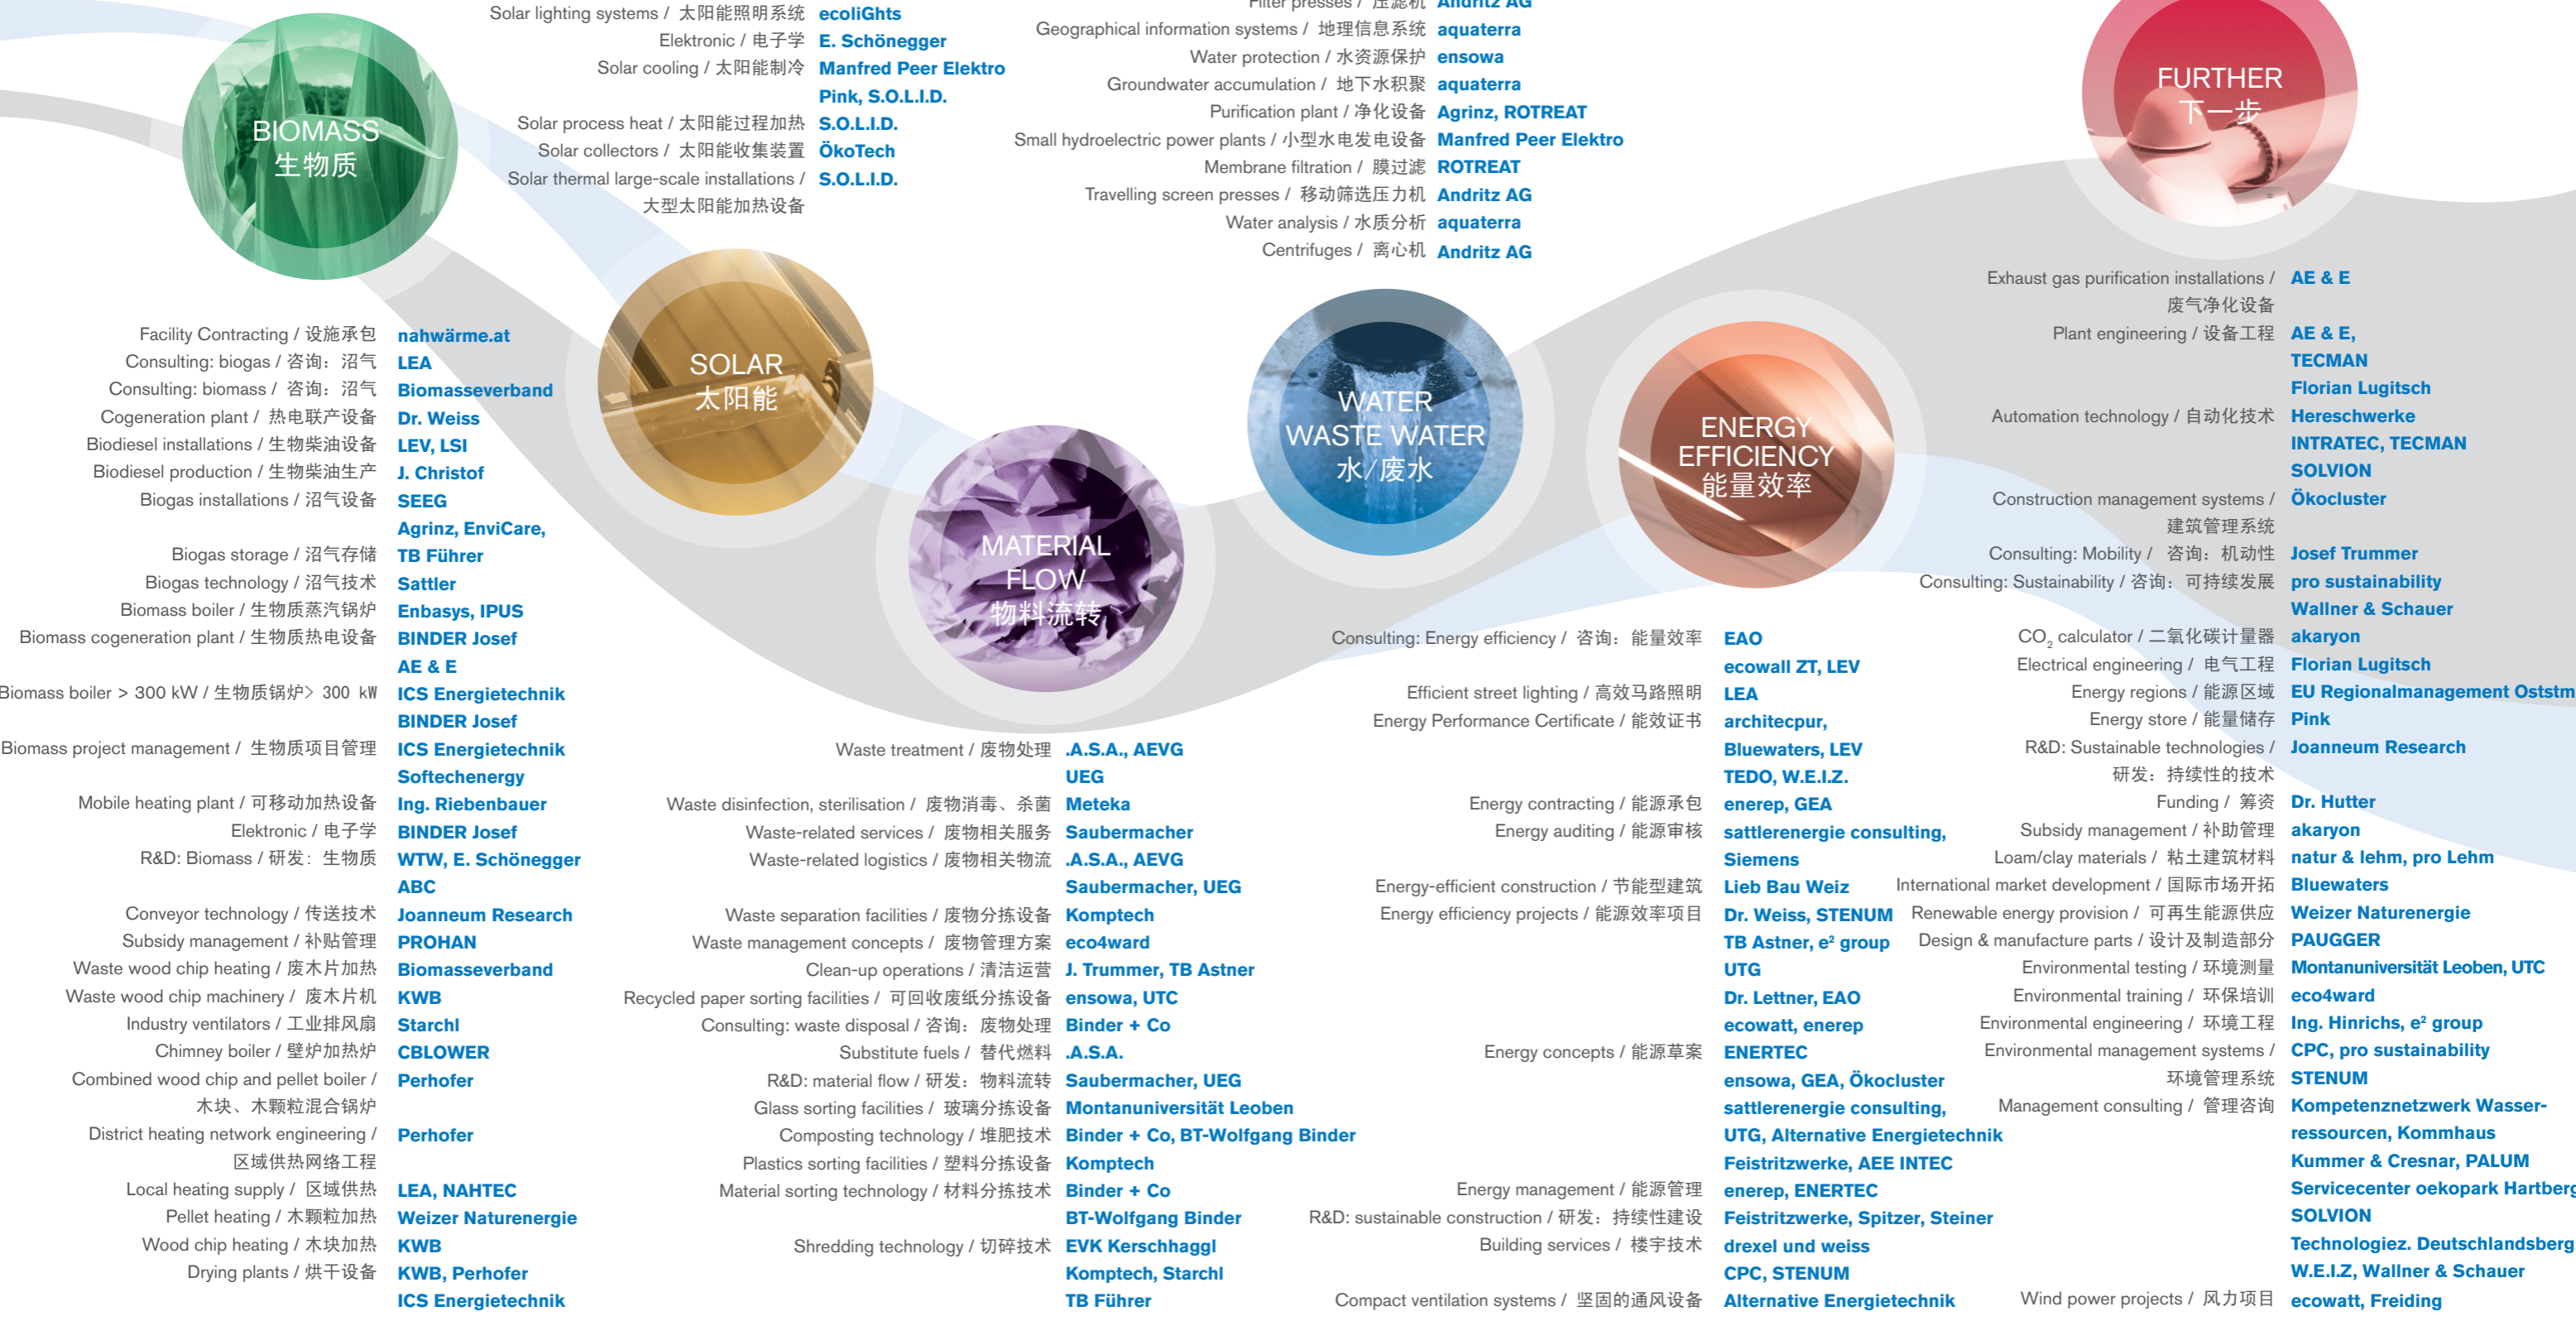 BIOMASS
生物质
Facility Contracting / 设施承包 nahwärme.at
Consulting: biogas / 咨询：沼气 LEA
Consulting: biomass / 咨询：沼气 Biomasseverband
Cogeneration plant / 热电联产设备 Dr. Weiss
Biodiesel installations / 生物柴油设备 LEV, LSI
Biodiesel production / 生物柴油生产 J. Christof
Biogas installations / 沼气设备 SEEG
Agrinz, EnviCare,
Biogas storage / 沼气存储 TB Führer
Biogas technology / 沼气技术 Sattler
Biomass boiler / 生物质蒸汽锅炉 Enbasys, IPUS
Biomass cogeneration plant / 生物质热电设备 BINDER Josef
AE & E
Biomass boiler > 300 kW / 生物质锅炉> 300 kW ICS Energietechnik
BINDER Josef
Biomass project management / 生物质项目管理 ICS Energietechnik
Softechenergy
Mobile heating plant / 可移动加热设备 Ing. Riebenbauer
Elektronic / 电子学 BINDER Josef
R&D: Biomass / 研发：生物质 WTW, E. Schönegger
ABC
Conveyor technology / 传送技术 Joanneum Research
Subsidy management / 补贴管理 PROHAN
Waste wood chip heating / 废木片加热 Biomasseverband
Waste wood chip machinery / 废木片机 KWB
Industry ventilators / 工业排风扇 Starchl
Chimney boiler / 壁炉加热炉 CBLOWER
Combined wood chip and pellet boiler / Perhofer
木块、木颗粒混合锅炉
District heating network engineering / Perhofer
区域供热网络工程
Local heating supply / 区域供热 LEA, NAHTEC
Pellet heating / 木颗粒加热 Weizer Naturenergie
Wood chip heating / 木块加热 KWB
Drying plants / 烘干设备 KWB, Perhofer
ICS Energietechnik
Solar lighting systems / 太阳能照明系统 ecoliGhts
Elektronic / 电子学 E. Schönegger
Solar cooling / 太阳能制冷 Manfred Peer Elektro
Pink, S.O.L.I.D.
Solar process heat / 太阳能过程加热 S.O.L.I.D.
Solar collectors / 太阳能收集装置 ÖkoTech
Solar thermal large-scale installations / S.O.L.I.D.
大型太阳能加热设备
SOLAR
太阳能
MATERIAL
FLOW
物料流转
Waste treatment / 废物处理 .A.S.A., AEVG
UEG
Waste disinfection, sterilisation / 废物消毒、杀菌 Meteka
Waste-related services / 废物相关服务 Saubermacher
Waste-related logistics / 废物相关物流 .A.S.A., AEVG
Saubermacher, UEG
Waste separation facilities / 废物分拣设备 Komptech
Waste management concepts / 废物管理方案 eco4ward
Clean-up operations / 清洁运营 J. Trummer, TB Astner
Recycled paper sorting facilities / 可回收废纸分拣设备 ensowa, UTC
Consulting: waste disposal / 咨询：废物处理 Binder + Co
Substitute fuels / 替代燃料 .A.S.A.
R&D: material flow / 研发：物料流转 Saubermacher, UEG
Glass sorting facilities / 玻璃分拣设备 Montanuniversität Leoben
Composting technology / 堆肥技术 Binder + Co, BT-Wolfgang Binder
Plastics sorting facilities / 塑料分拣设备 Komptech
Material sorting technology / 材料分拣技术 Binder + Co
BT-Wolfgang Binder
Shredding technology / 切碎技术 EVK Kerschhaggl
Komptech, Starchl
TB Führer
Filter presses / 压滤机 Andritz AG
Geographical information systems / 地理信息系统 aquaterra
Water protection / 水资源保护 ensowa
Groundwater accumulation / 地下水积聚 aquaterra
Purification plant / 净化设备 Agrinz, ROTREAT
Small hydroelectric power plants / 小型水电发电设备 Manfred Peer Elektro
Membrane filtration / 膜过滤 ROTREAT
Travelling screen presses / 移动筛选压力机 Andritz AG
Water analysis / 水质分析 aquaterra
Centrifuges / 离心机 Andritz AG
WATER
WASTE WATER
水/废水
ENERGY
EFFICIENCY
能量效率
Consulting: Energy efficiency / 咨询：能量效率 EAO
ecowall ZT, LEV
Efficient street lighting / 高效马路照明 LEA
Energy Performance Certificate / 能效证书 architecpur,
Bluewaters, LEV
TEDO, W.E.I.Z.
Energy contracting / 能源承包 enerep, GEA
Energy auditing / 能源审核 sattlerenergie consulting,
Siemens
Energy-efficient construction / 节能型建筑 Lieb Bau Weiz
Energy efficiency projects / 能源效率项目 Dr. Weiss, STENUM
TB Astner, e² group
UTG
Dr. Lettner, EAO
ecowatt, enerep
Energy concepts / 能源草案 ENERTEC
ensowa, GEA, Ökocluster
sattlerenergie consulting,
UTG, Alternative Energietechnik
Feistritzwerke, AEE INTEC
Energy management / 能源管理 enerep, ENERTEC
R&D: sustainable construction / 研发：持续性建设 Feistritzwerke, Spitzer, Steiner
Building services / 楼宇技术 drexel und weiss
CPC, STENUM
Compact ventilation systems / 坚固的通风设备 Alternative Energietechnik
FURTHER
下一步
Exhaust gas purification installations / AE & E
废气净化设备
Plant engineering / 设备工程 AE & E,
TECMAN
Florian Lugitsch
Automation technology / 自动化技术 Hereschwerke
INTRATEC, TECMAN
SOLVION
Construction management systems / Ökocluster
建筑管理系统
Consulting: Mobility / 咨询：机动性 Josef Trummer
Consulting: Sustainability / 咨询：可持续发展 pro sustainability
Wallner & Schauer
CO₂ calculator / 二氧化碳计量器 akaryon
Electrical engineering / 电气工程 Florian Lugitsch
Energy regions / 能源区域 EU Regionalmanagement Oststm
Energy store / 能量储存 Pink
R&D: Sustainable technologies / Joanneum Research
研发：持续性的技术
Funding / 筹资 Dr. Hutter
Subsidy management / 补助管理 akaryon
Loam/clay materials / 粘土建筑材料 natur & lehm, pro Lehm
International market development / 国际市场开拓 Bluewaters
Renewable energy provision / 可再生能源供应 Weizer Naturenergie
Design & manufacture parts / 设计及制造部分 PAUGGER
Environmental testing / 环境测量 Montanuniversität Leoben, UTC
Environmental training / 环保培训 eco4ward
Environmental engineering / 环境工程 Ing. Hinrichs, e² group
Environmental management systems / CPC, pro sustainability
环境管理系统 STENUM
Management consulting / 管理咨询 Kompetenznetzwerk Wasser-
ressourcen, Kommhaus
Kummer & Cresnar, PALUM
Servicecenter oekopark Hartberg
SOLVION
Technologiez. Deutschlandsberg
W.E.I.Z, Wallner & Schauer
Wind power projects / 风力项目 ecowatt, Freiding